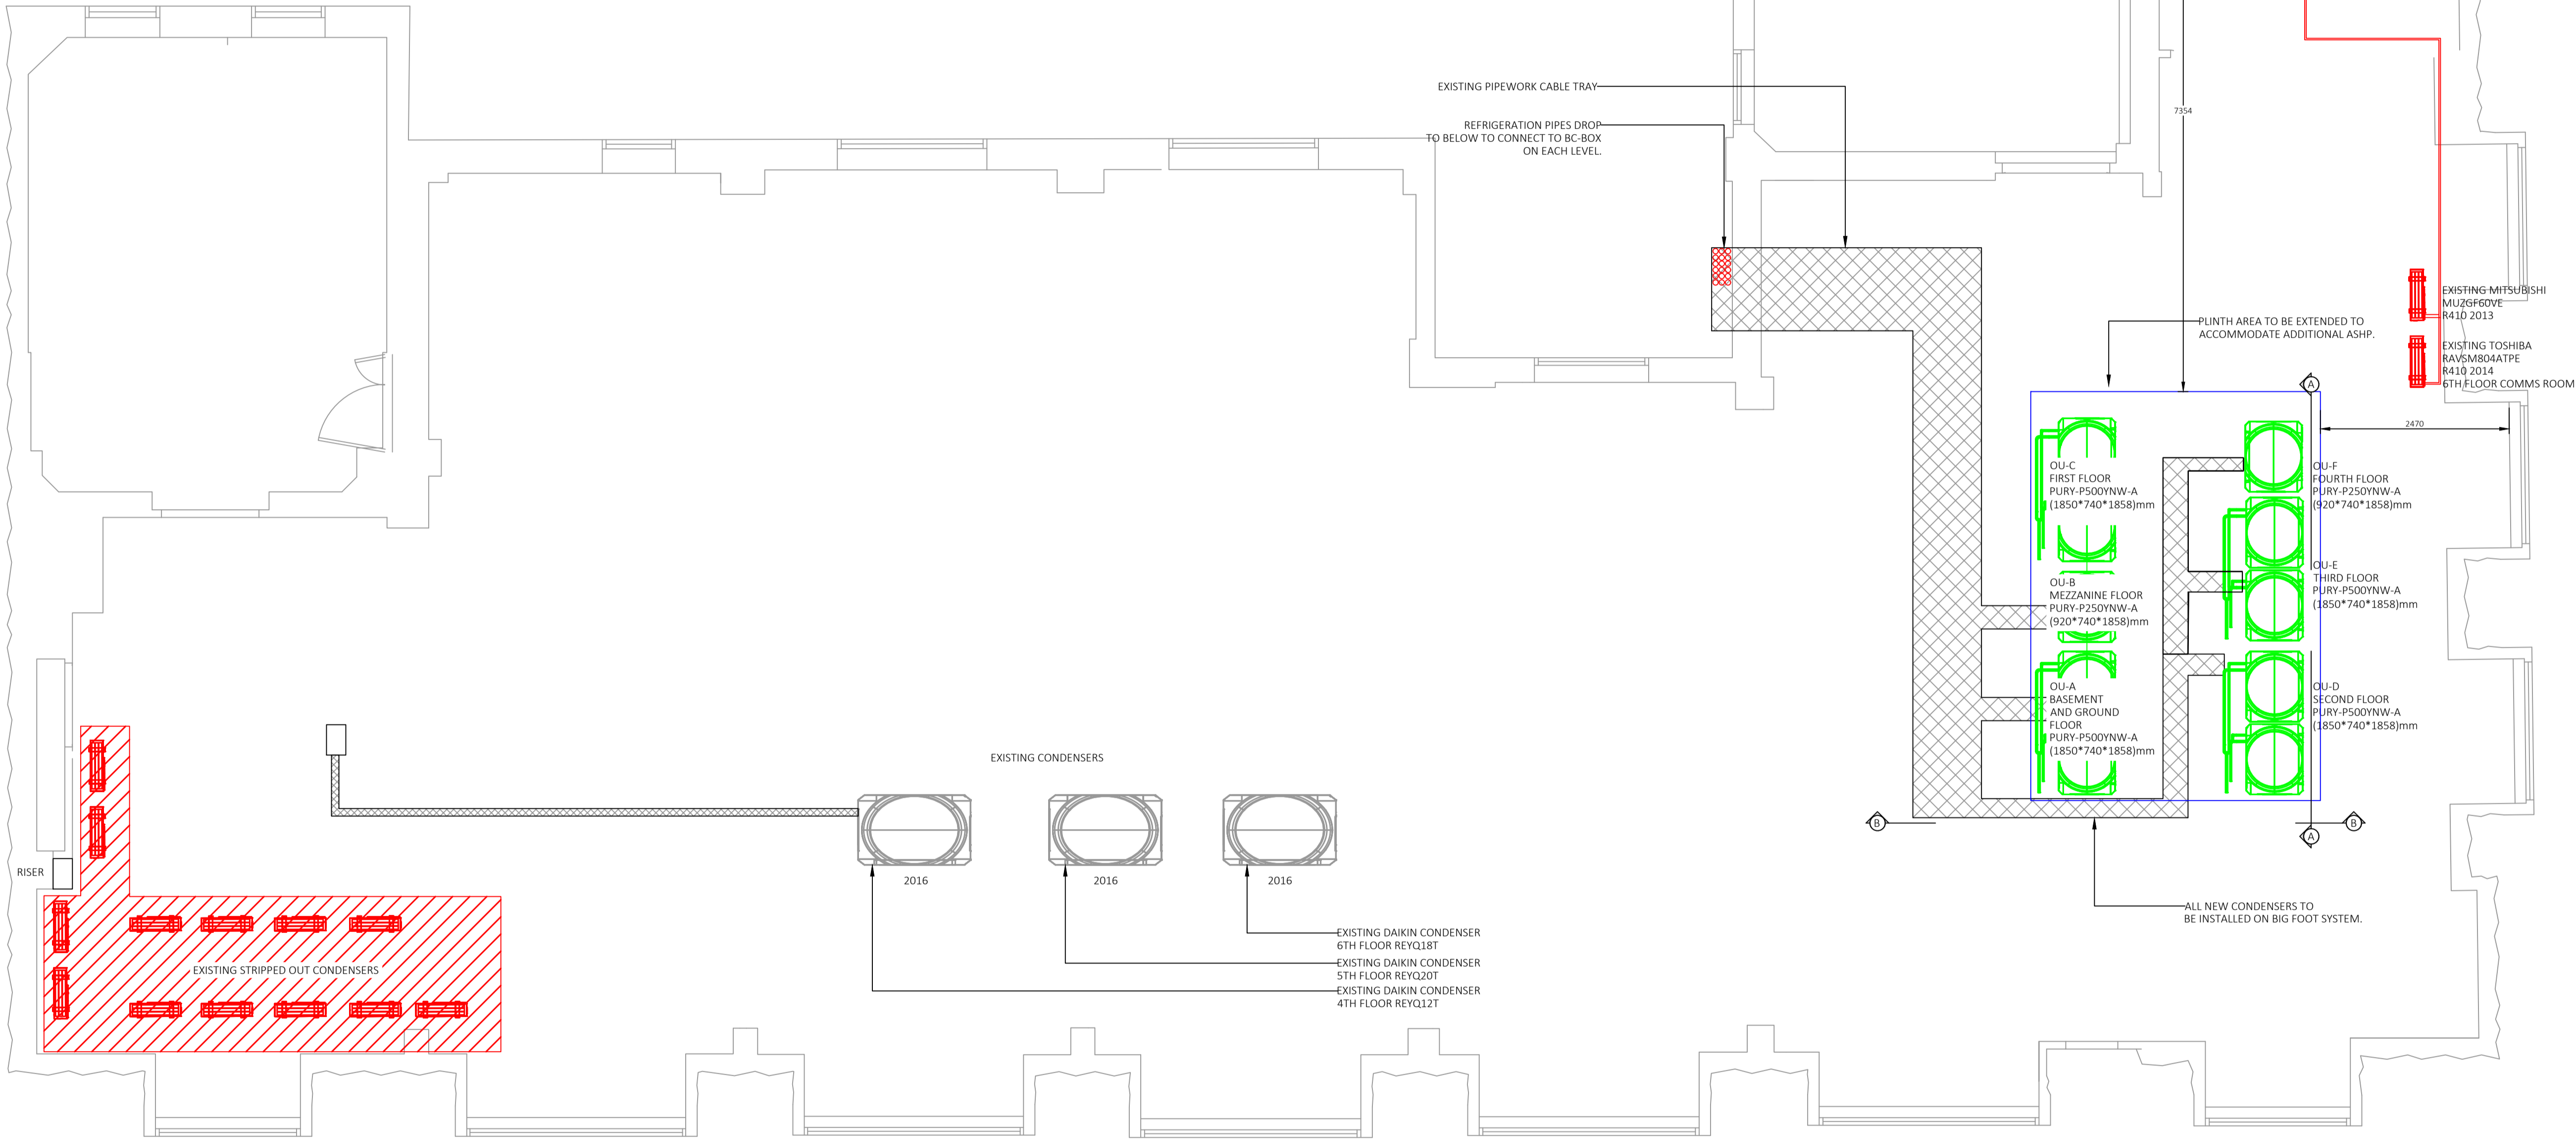 EXISTING PIPEWORK CABLE TRAY
REFRIGERATION PIPES DROP
TO BELOW TO CONNECT TO BC-BOX
ON EACH LEVEL.
7354
EXISTING MITSUBISHI
MUZGF60VE
R410 2013
EXISTING TOSHIBA
RAVSM804ATPE
R410 2014
6TH FLOOR COMMS ROOM
PLINTH AREA TO BE EXTENDED TO
ACCOMMODATE ADDITIONAL ASHP.
A
2470
OU-C
FIRST FLOOR
PURY-P500YNW-A
(1850*740*1858)mm
OU-F
FOURTH FLOOR
PURY-P250YNW-A
(920*740*1858)mm
OU-B
MEZZANINE FLOOR
PURY-P250YNW-A
(920*740*1858)mm
OU-E
THIRD FLOOR
PURY-P500YNW-A
(1850*740*1858)mm
OU-A
BASEMENT
AND GROUND
FLOOR
PURY-P500YNW-A
(1850*740*1858)mm
OU-D
SECOND FLOOR
PURY-P500YNW-A
(1850*740*1858)mm
B
B
A
EXISTING CONDENSERS
2016
2016
2016
RISER
ALL NEW CONDENSERS TO
BE INSTALLED ON BIG FOOT SYSTEM.
EXISTING DAIKIN CONDENSER
6TH FLOOR REYQ18T
EXISTING DAIKIN CONDENSER
5TH FLOOR REYQ20T
EXISTING DAIKIN CONDENSER
4TH FLOOR REYQ12T
EXISTING STRIPPED OUT CONDENSERS